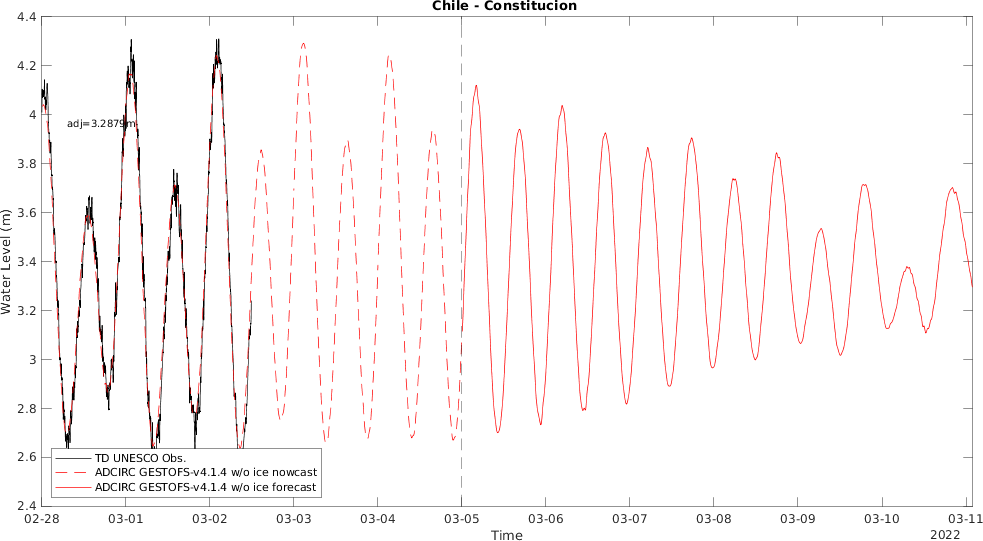 Chile - Constitucion
4.4
4.2
4
3.8
3.6
3.4
3.2
3
2.8
2.6
2.4
Water Level (m)
adj=3.2879m
TD UNESCO Obs.
ADCIRC GESTOFS-v4.1.4 w/o ice nowcast
ADCIRC GESTOFS-v4.1.4 w/o ice forecast
02-28 03-01 03-02 03-03 03-04 03-05 03-06 03-07 03-08 03-09 03-10 03-11
Time
2022